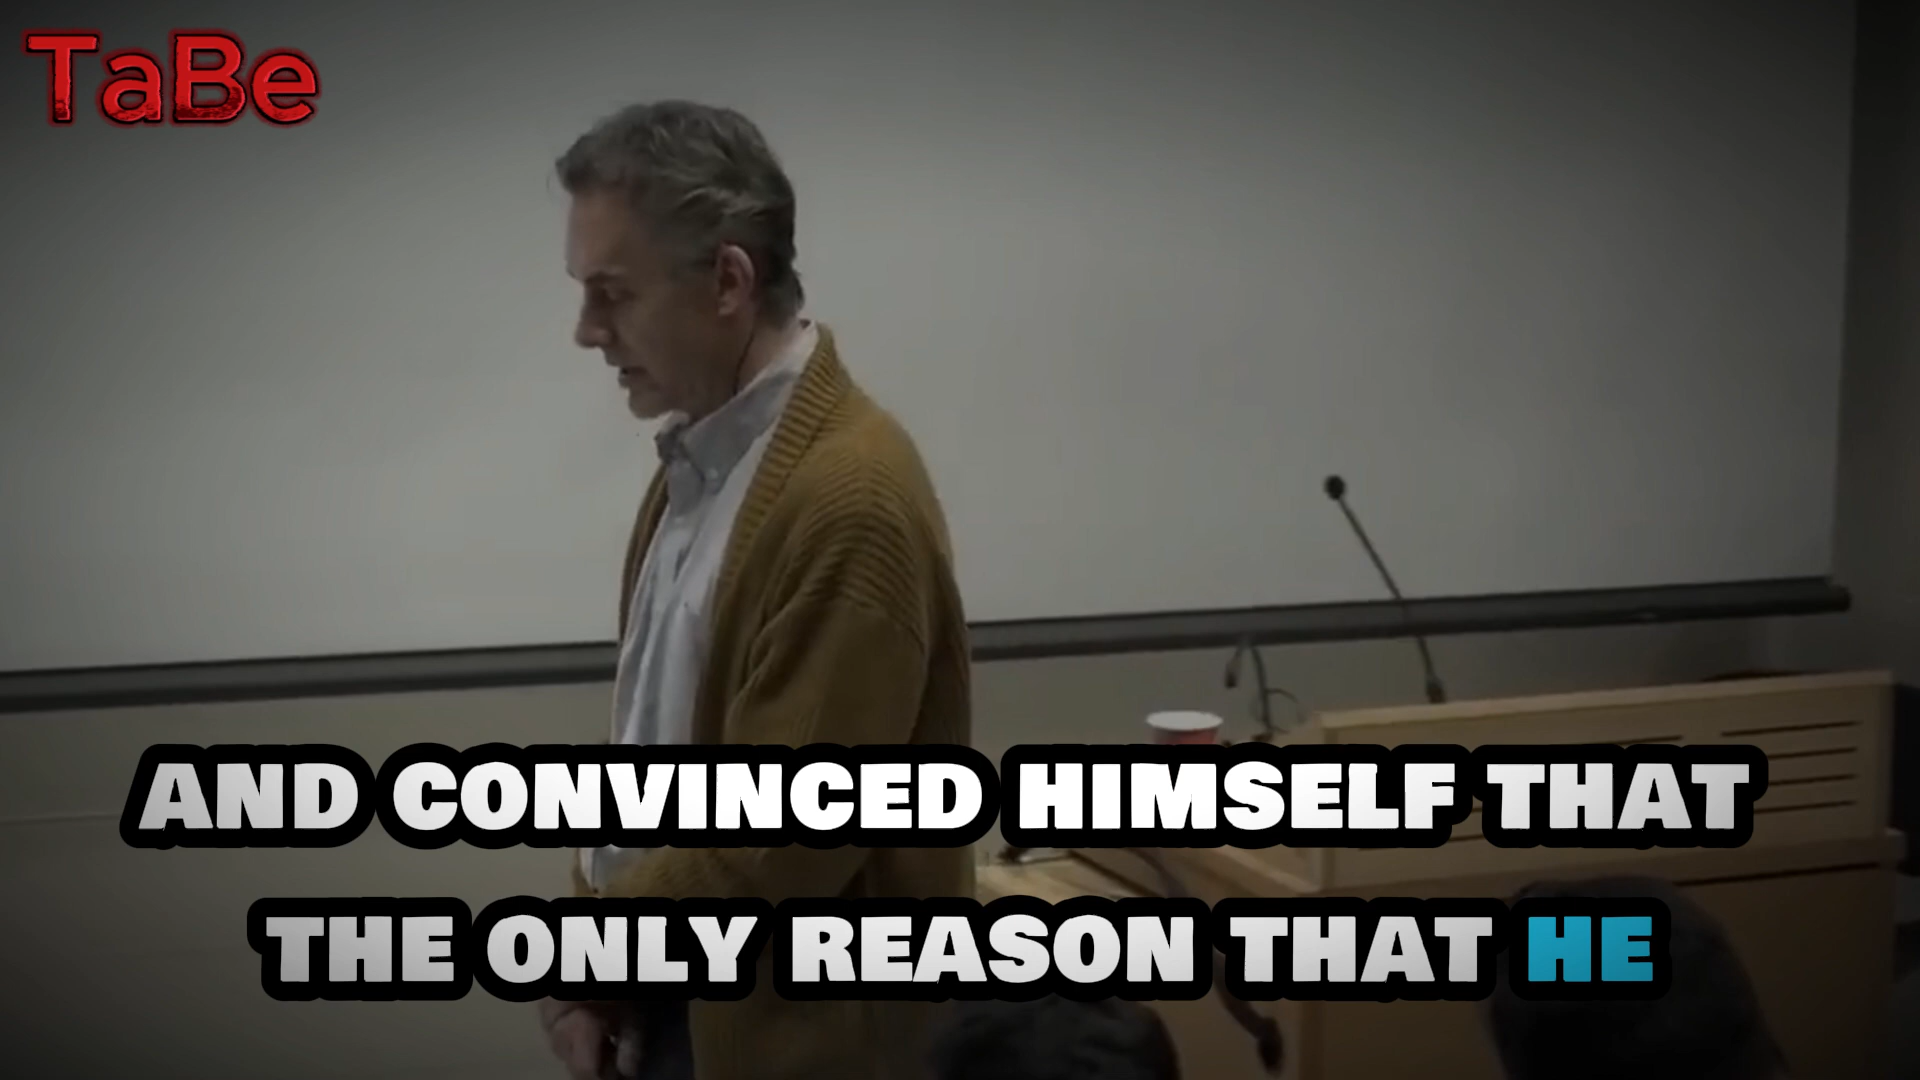 TaBe
AND CONVINCED HIMSELF THAT
THE ONLY REASON THAT HE